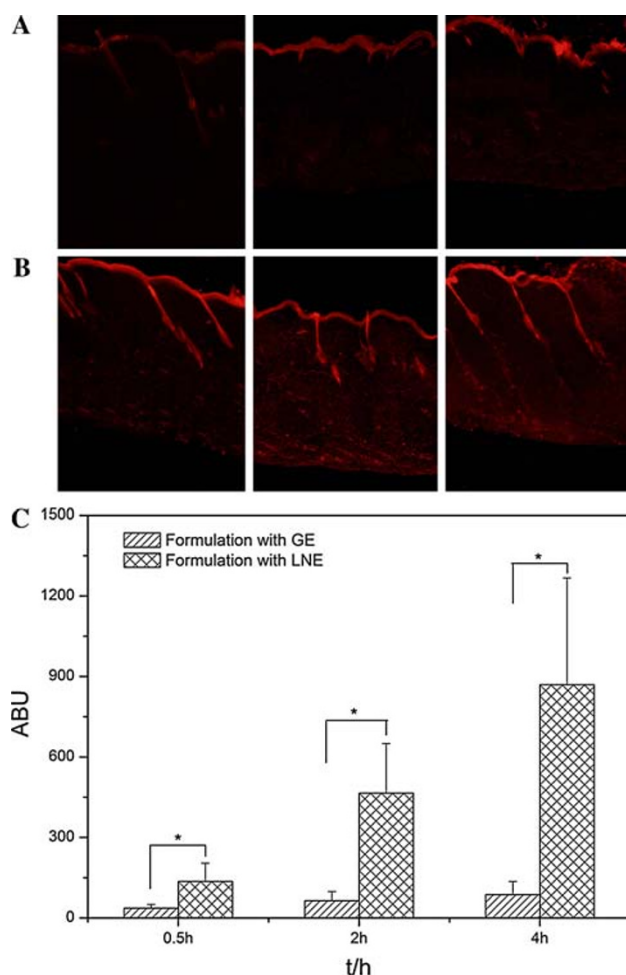 A
B
C
1500
1200
900
600
300
0
ABU
Formulation with GE
Formulation with LNE
*
*
*
0.5h
2h
4h
t/h